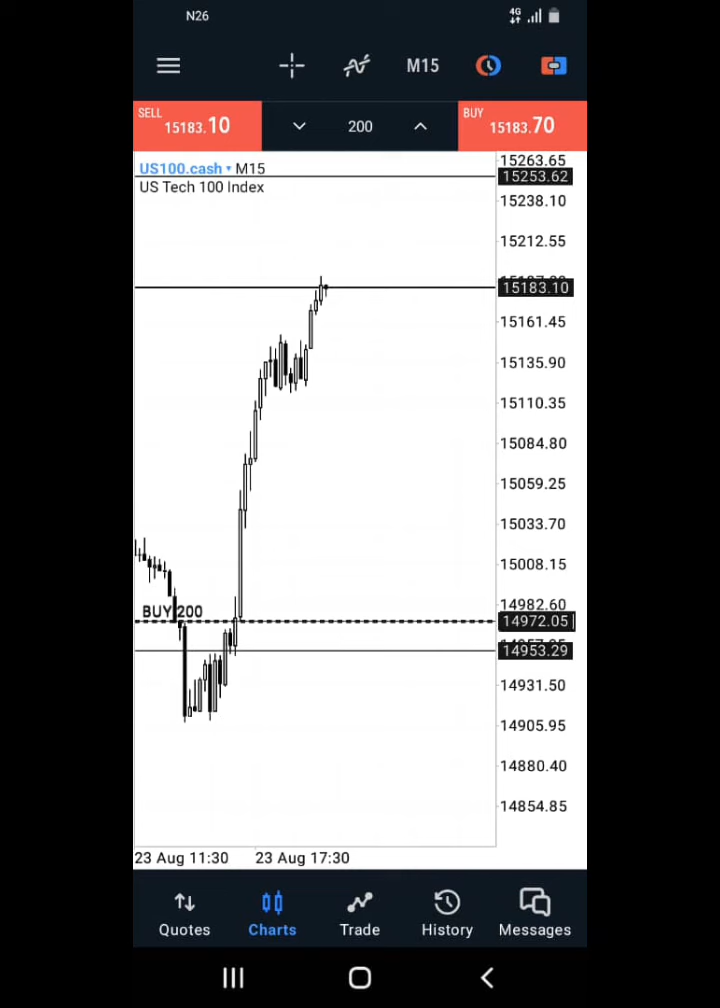 N26
4G
M15
SELL
15183.10
200
BUY
15183.70
US100.cash M15
US Tech 100 Index
15263.65
15253.62
15238.10
15212.55
15183.10
15161.45
15135.90
15110.35
15084.80
15059.25
15033.70
15008.15
14982.60
BUY 200
14972.05
14953.29
14931.50
14905.95
14880.40
14854.85
23 Aug 11:30
23 Aug 17:30
Quotes
Charts
Trade
History
Messages